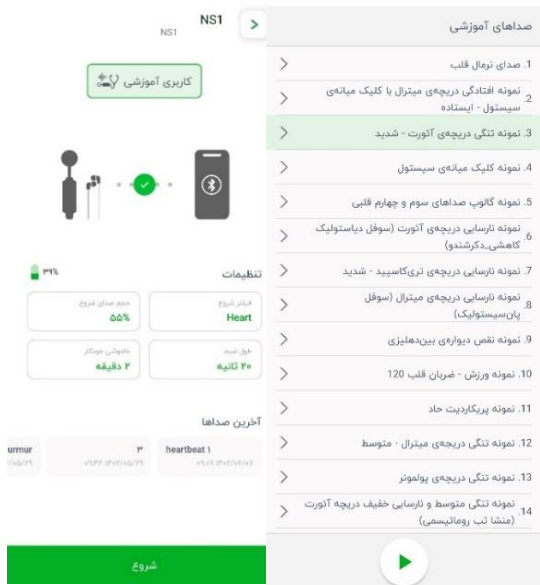 NS1
NS1
کاربری آموزشی
تنظیمات
۳۹%
فیلتر شروع
Heart
حجم صدای شروع
۵۵%
طول ضبط
۲۰ ثانیه
خاموشی خودکار
۲ دقیقه
آخرین صداها
heartbeat ۱
۳
urmur
شروع
صداهای آموزشی
1. صدای نرمال قلب
2. نمونه افتادگی دریچه‌ی میترال با کلیک میانه‌ی
سیستول - ایستاده
3. نمونه تنگی دریچه‌ی آئورت - شدید
4. نمونه کلیک میانه‌ی سیستول
5. نمونه گالوپ صداهای سوم و چهارم قلبی
6. نمونه نارسایی دریچه‌ی آئورت (سوفل دیاستولیک
کاهشی_دکرشندو)
7. نمونه نارسایی دریچه‌ی تری‌کاسپید - شدید
8. نمونه نارسایی دریچه‌ی میترال (سوفل
پان‌سیستولیک)
9. نمونه نقص دیواره‌ی بین‌دهلیزی
10. نمونه ورزش - ضربان قلب 120
11. نمونه پریکاردیت حاد
12. نمونه تنگی دریچه‌ی میترال - متوسط
13. نمونه تنگی دریچه‌ی پولمونر
14. نمونه تنگی متوسط و نارسایی خفیف دریچه آئورت
(منشا تب روماتیسمی)